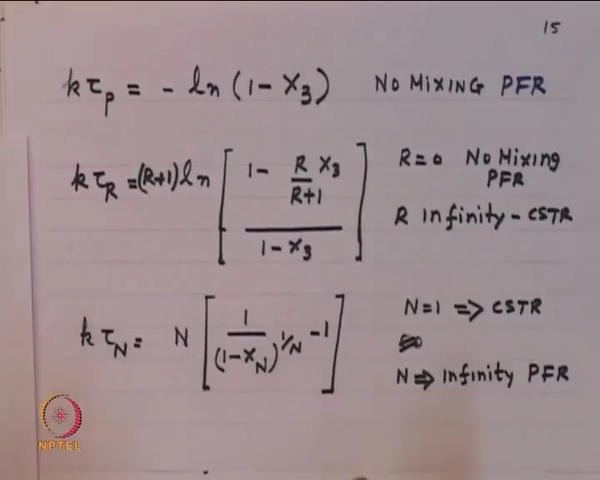 15
kτp = - ln (1- X3) NO MIXING PFR
kτR = (R+1) ln [ (1 - R/(R+1) X3) / (1-X3) ] R=0 No Mixing PFR
R Infinity - CSTR
kτN = N [ 1/(1-XN)^1/N -1 ] N=1 => CSTR
N => Infinity PFR
NPTEL